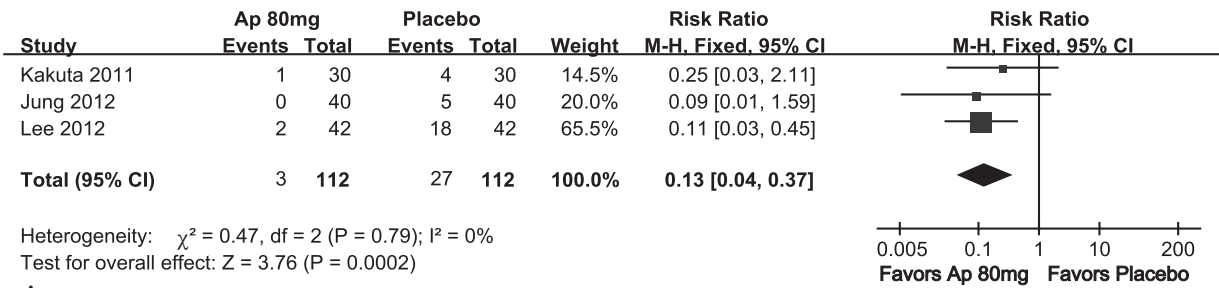 Ap 80mg Placebo Risk Ratio Risk Ratio
Study Events Total Events Total Weight M-H, Fixed, 95% CI M-H, Fixed, 95% CI
Kakuta 2011 1 30 4 30 14.5% 0.25 [0.03, 2.11]
Jung 2012 0 40 5 40 20.0% 0.09 [0.01, 1.59]
Lee 2012 2 42 18 42 65.5% 0.11 [0.03, 0.45]
Total (95% CI) 3 112 27 112 100.0% 0.13 [0.04, 0.37]
Heterogeneity: χ² = 0.47, df = 2 (P = 0.79); I² = 0%
Test for overall effect: Z = 3.76 (P = 0.0002)
0.005 0.1 1 10 200
Favors Ap 80mg Favors Placebo